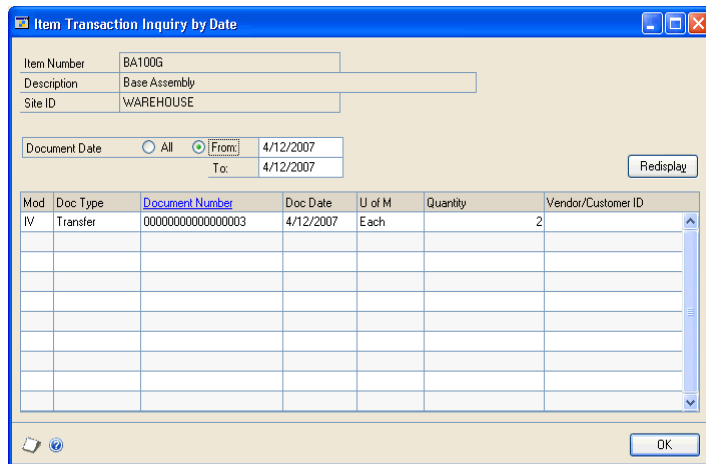 Item Transaction Inquiry by Date
Item Number BA100G
Description Base Assembly
Site ID WAREHOUSE
Document Date All From: 4/12/2007
To: 4/12/2007
Redisplay
Mod Doc Type Document Number Doc Date U of M Quantity Vendor/Customer ID
IV Transfer 00000000000000003 4/12/2007 Each 2
OK